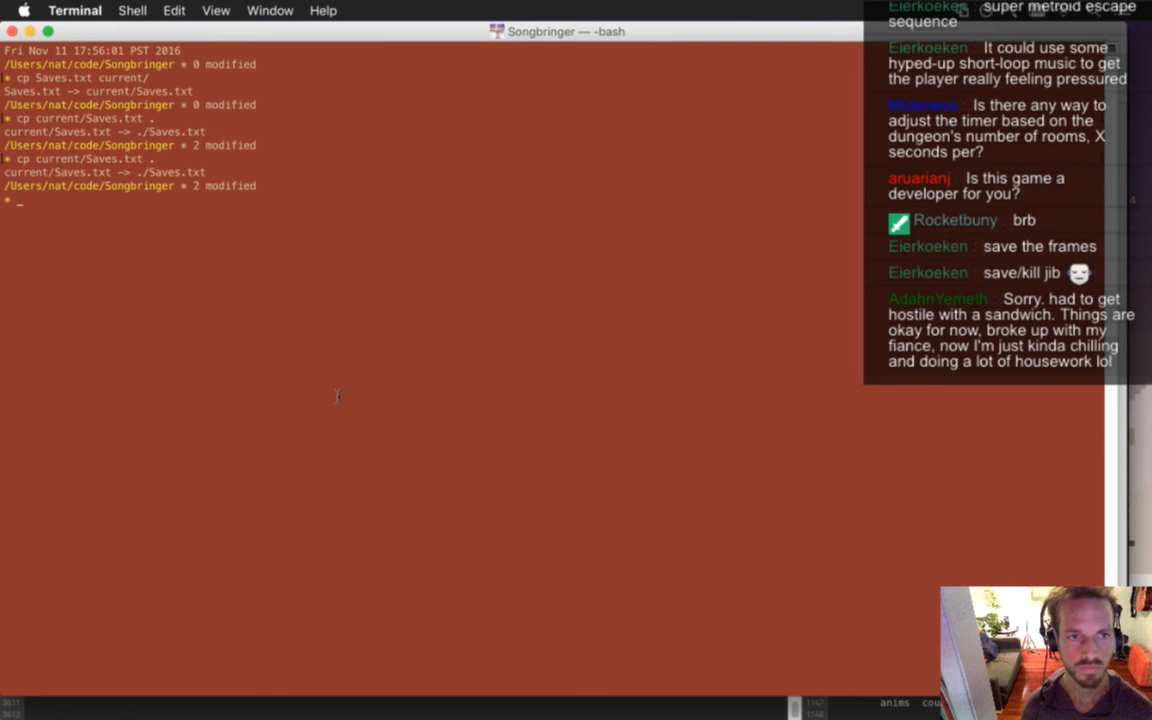 Terminal Shell Edit View Window Help
Songbringer — -bash
Fri Nov 11 17:56:01 PST 2016
/Users/nat/code/Songbringer * 0 modified
* cp Saves.txt current/
Saves.txt -> current/Saves.txt
/Users/nat/code/Songbringer * 0 modified
* cp current/Saves.txt .
current/Saves.txt -> ./Saves.txt
/Users/nat/code/Songbringer * 2 modified
* cp current/Saves.txt .
current/Saves.txt -> ./Saves.txt
/Users/nat/code/Songbringer * 2 modified
* _
Eierkoeken : super metroid escape
sequence
Eierkoeken : It could use some
hyped-up short-loop music to get
the player really feeling pressured
Is there any way to
adjust the timer based on the
dungeon's number of rooms, X
seconds per?
aruarianj : Is this game a
developer for you?
Rocketbuny : brb
Eierkoeken : save the frames
Eierkoeken : save/kill jib
AdahnYemeth : Sorry. had to get
hostile with a sandwich. Things are
okay for now, broke up with my
fiance, now I'm just kinda chilling
and doing a lot of housework lol
3611
3612
1147
1148
anims cou